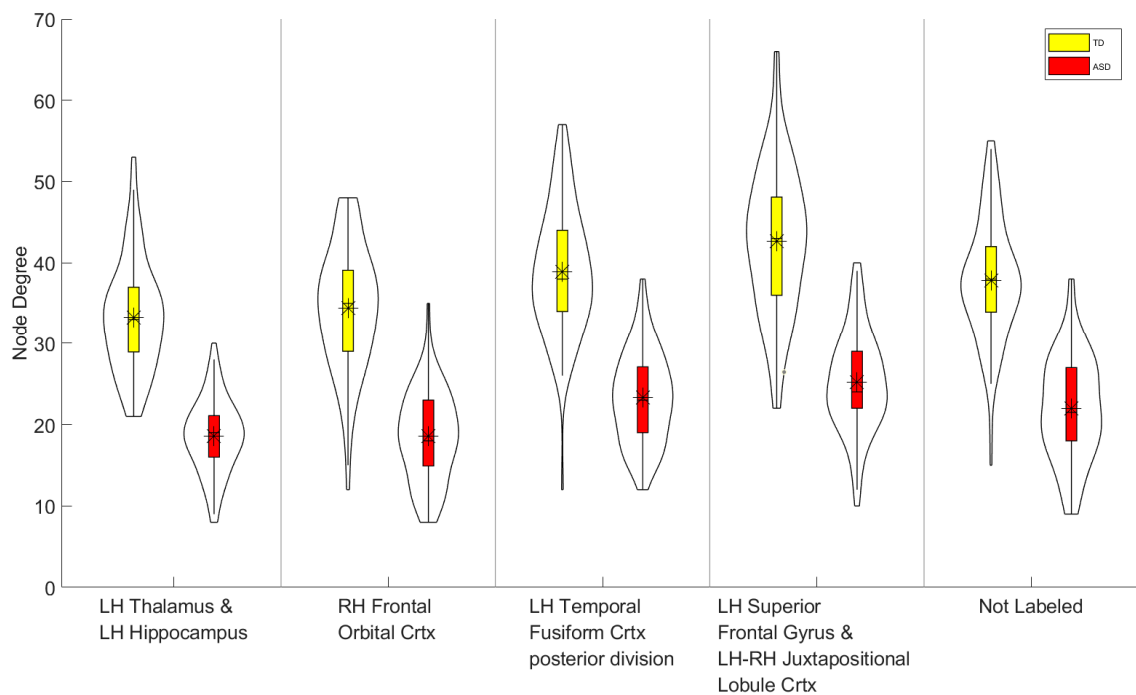 70
60
50
40
30
20
10
0
Node Degree
TD
ASD
LH Thalamus &
LH Hippocampus
RH Frontal
Orbital Crtx
LH Temporal
Fusiform Crtx
posterior division
LH Superior
Frontal Gyrus &
LH-RH Juxtapositional
Lobule Crtx
Not Labeled